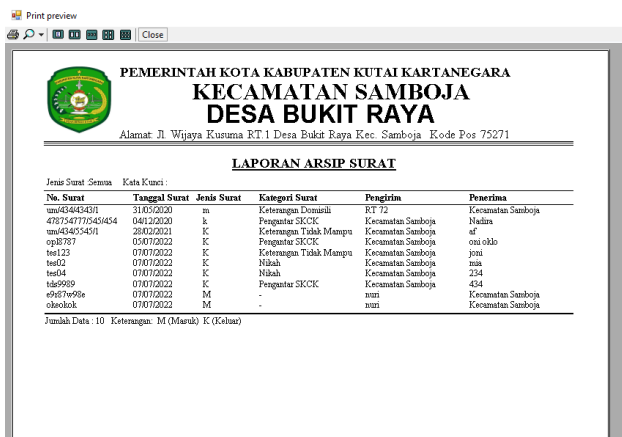 Print preview
Close
PEMERINTAH KOTA KABUPATEN KUTAI KARTANEGARA
KECAMATAN SAMBOJA
DESA BUKIT RAYA
Alamat: Jl. Wijaya Kusuma RT.1 Desa Bukit Raya Kec. Samboja Kode Pos 75271
LAPORAN ARSIP SURAT
Jenis Surat :Semua Kata Kunci :
No. Surat Tanggal Surat Jenis Surat Kategori Surat Pengirim Penerima
um/434/4343/1 31/05/2020 m Keterangan Domisili RT 72 Kecamatan Samboja
478754777/545/454 04/12/2020 k Pengantar SKCK Kecamatan Samboja Nadira
um/434/5545/1 28/02/2021 K Keterangan Tidak Mampu Kecamatan Samboja af
opl8787 05/07/2022 K Pengantar SKCK Kecamatan Samboja oni oklo
tes123 07/07/2022 K Keterangan Tidak Mampu Kecamatan Samboja joni
tes02 07/07/2022 K Nikah Kecamatan Samboja mia
tes04 07/07/2022 K Nikah Kecamatan Samboja 234
tds9989 07/07/2022 K Pengantar SKCK Kecamatan Samboja 434
e9r87w98e 07/07/2022 M - nuri Kecamatan Samboja
okeokok 07/07/2022 M - nuri Kecamatan Samboja
Jumlah Data : 10 Keterangan: M (Masuk) K (Keluar)